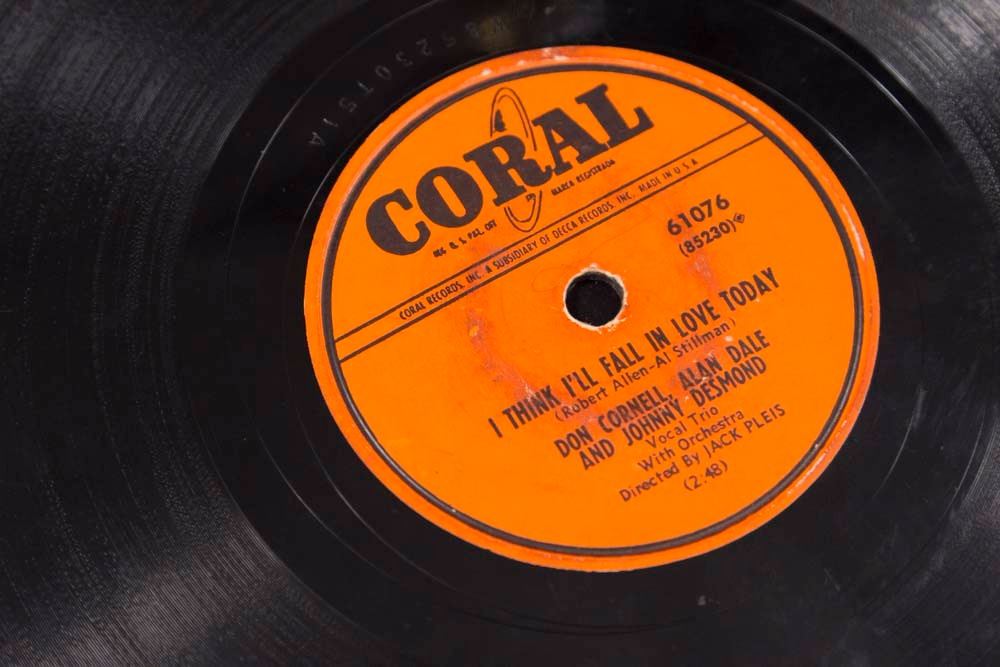 CORAL
REG. U. S. PAT. OFF. MARCA REGISTRADA
CORAL RECORDS, INC. A SUBSIDIARY OF DECCA RECORDS, INC. MADE IN U.S.A.
61076
(85230)
I THINK I'LL FALL IN LOVE TODAY
(Robert Allen-Al Stillman)
DON CORNELL, ALAN DALE
AND JOHNNY DESMOND
Vocal Trio
With Orchestra
Directed By JACK PLEIS
(2:48)